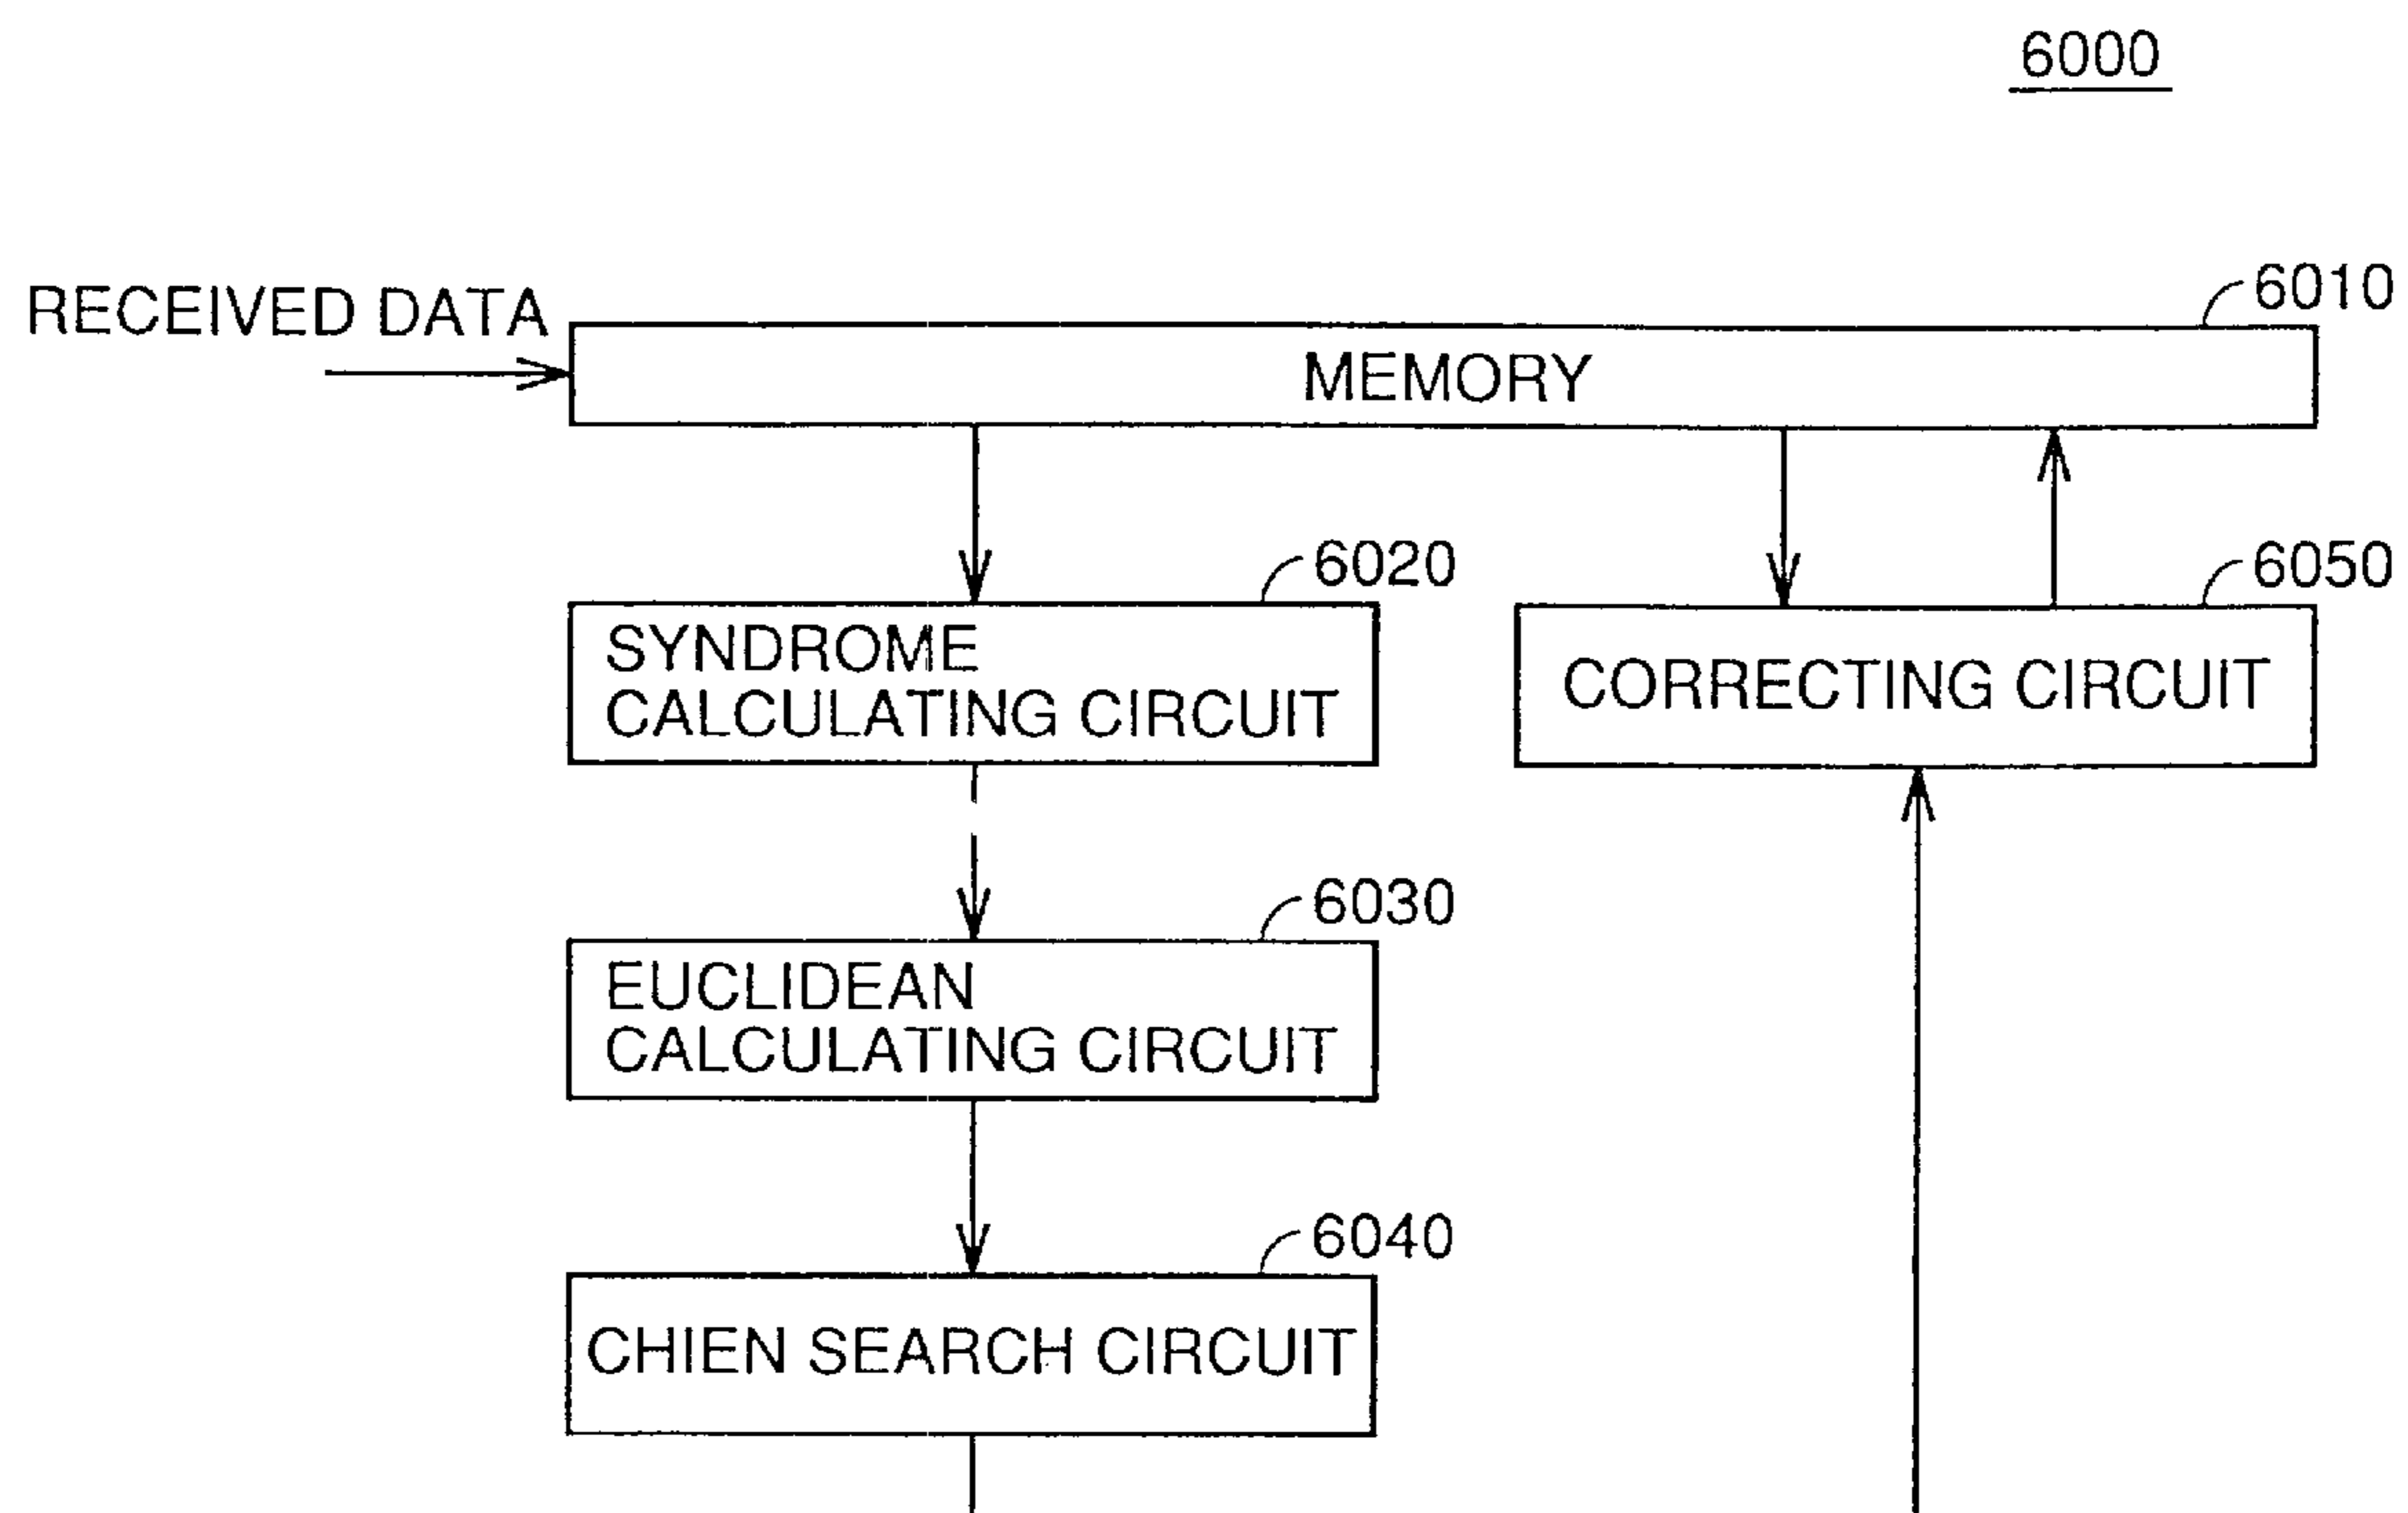 6000
RECEIVED DATA
6010
MEMORY
6020
SYNDROME
CALCULATING CIRCUIT
6050
CORRECTING CIRCUIT
6030
EUCLIDEAN
CALCULATING CIRCUIT
6040
CHIEN SEARCH CIRCUIT